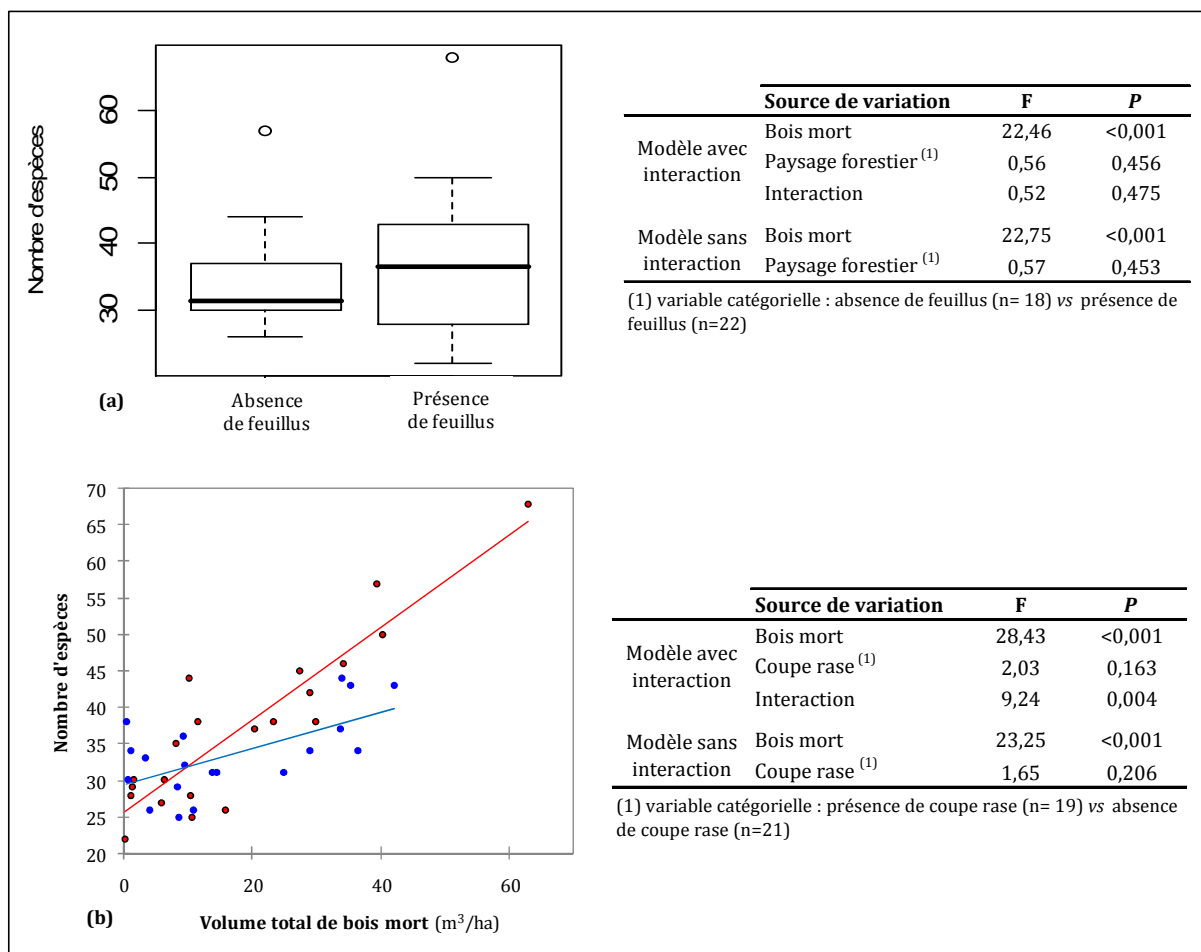 Nombre d'espèces
60
50
40
30
Absence
de feuillus
Présence
de feuillus
(a)
Source de variation F P
Modèle avec
interaction
Bois mort 22,46 <0,001
Paysage forestier (1) 0,56 0,456
Interaction 0,52 0,475
Modèle sans
interaction
Bois mort 22,75 <0,001
Paysage forestier (1) 0,57 0,453
(1) variable catégorielle : absence de feuillus (n= 18) vs présence de
feuillus (n=22)
Nombre d'espèces
70
65
60
55
50
45
40
35
30
25
20
0 20 40 60
(b)
Volume total de bois mort (m³/ha)
Source de variation F P
Modèle avec
interaction
Bois mort 28,43 <0,001
Coupe rase (1) 2,03 0,163
Interaction 9,24 0,004
Modèle sans
interaction
Bois mort 23,25 <0,001
Coupe rase (1) 1,65 0,206
(1) variable catégorielle : présence de coupe rase (n= 19) vs absence
de coupe rase (n=21)